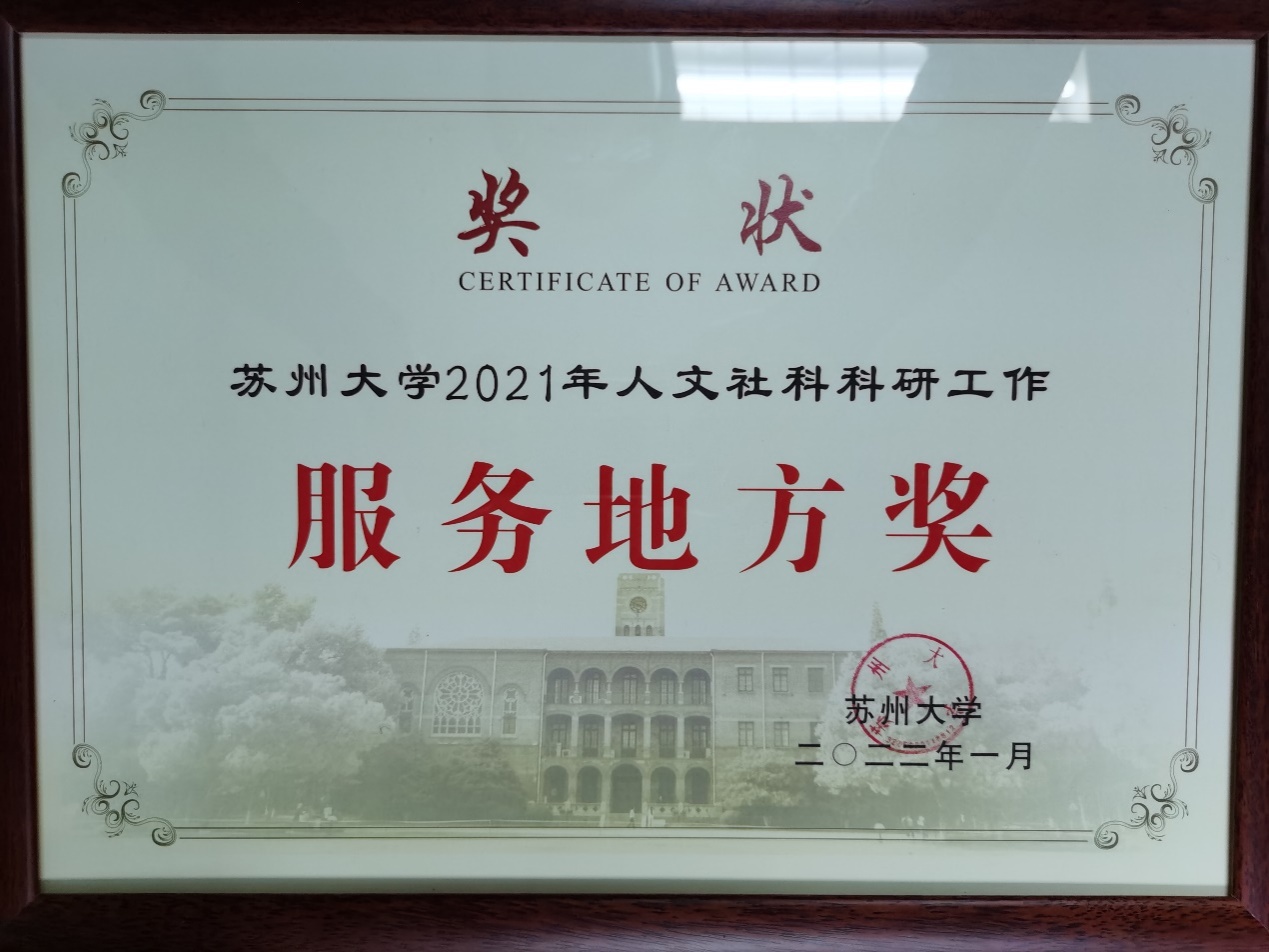 奖 状
CERTIFICATE OF AWARD
苏州大学2021年人文社科科研工作
服务地方奖
苏州大学
二〇二二年一月